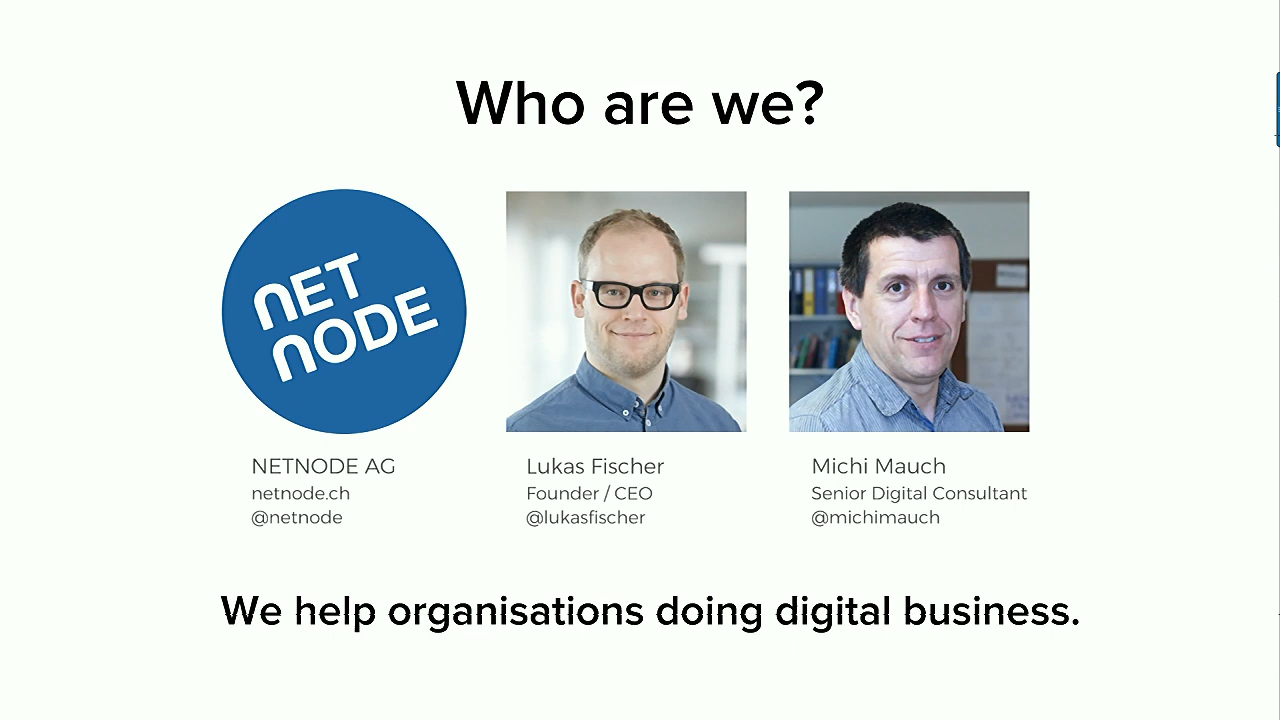 Who are we?
NET
NODE
NETNODE AG
netnode.ch
@netnode
Lukas Fischer
Founder / CEO
@lukasfischer
Michi Mauch
Senior Digital Consultant
@michimauch
We help organisations doing digital business.